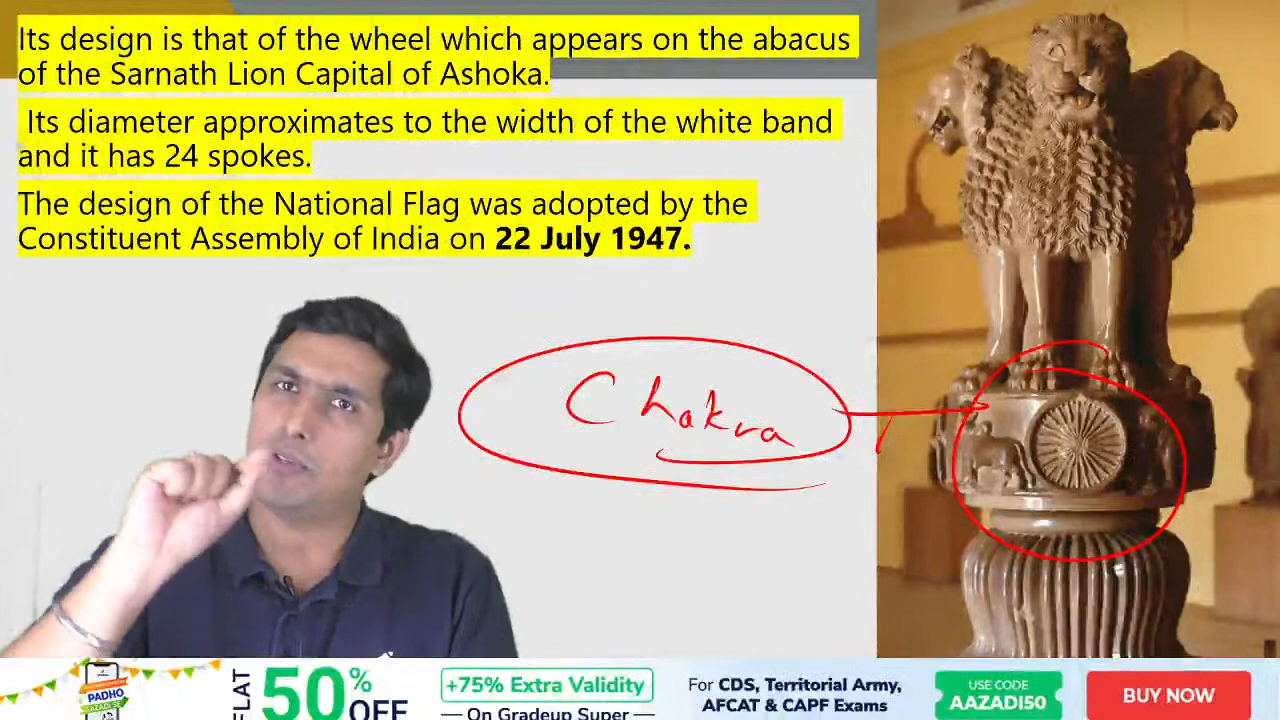 Its design is that of the wheel which appears on the abacus
of the Sarnath Lion Capital of Ashoka.
Its diameter approximates to the width of the white band
and it has 24 spokes.
The design of the National Flag was adopted by the
Constituent Assembly of India on 22 July 1947.
Chakra
PADHO
AAZADI SE
FLAT
50% OFF
+75% Extra Validity
On Gradeup Super
For CDS, Territorial Army,
AFCAT & CAPF Exams
USE CODE
AAZADI50
BUY NOW